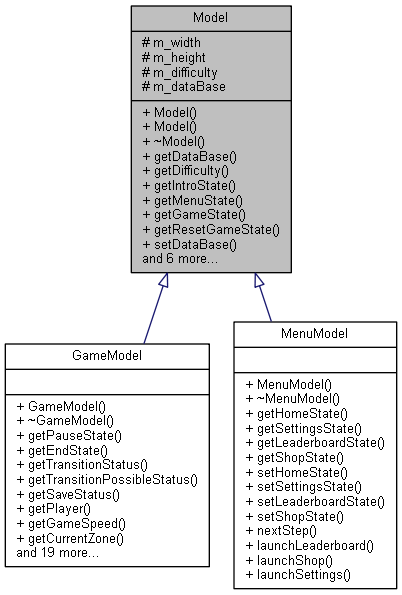 Model
# m_width
# m_height
# m_difficulty
# m_dataBase
+ Model()
+ Model()
+ ~Model()
+ getDataBase()
+ getDifficulty()
+ getIntroState()
+ getMenuState()
+ getGameState()
+ getResetGameState()
+ setDataBase()
and 6 more...
GameModel
+ GameModel()
+ ~GameModel()
+ getPauseState()
+ getEndState()
+ getTransitionStatus()
+ getTransitionPossibleStatus()
+ getSaveStatus()
+ getPlayer()
+ getGameSpeed()
+ getCurrentZone()
and 19 more...
MenuModel
+ MenuModel()
+ ~MenuModel()
+ getHomeState()
+ getSettingsState()
+ getLeaderboardState()
+ getShopState()
+ setHomeState()
+ setSettingsState()
+ setLeaderboardState()
+ setShopState()
+ nextStep()
+ launchLeaderboard()
+ launchShop()
+ launchSettings()